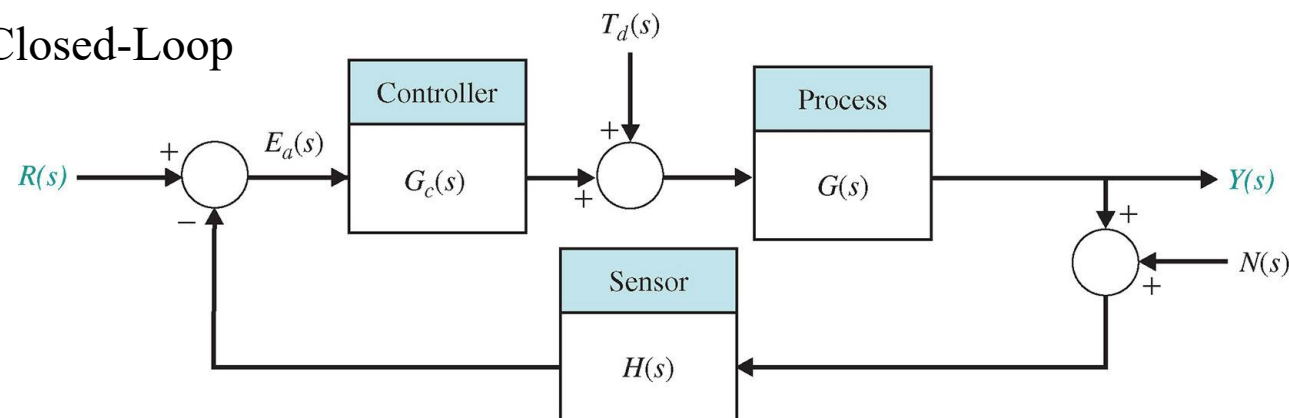 Closed-Loop
T_d(s)
Controller
Process
+
+
E_a(s)
R(s)
G_c(s)
+
G(s)
Y(s)
−
+
Sensor
N(s)
+
H(s)